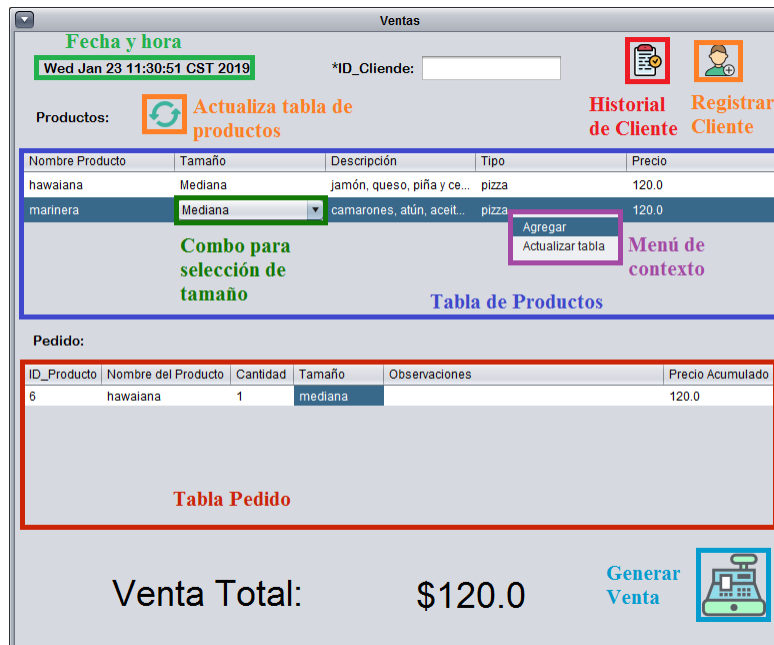 Ventas
Fecha y hora
Wed Jan 23 11:30:51 CST 2019
*ID_Cliende:
Historial
de Cliente
Registrar
Cliente
Productos:
Actualiza tabla de
productos
Nombre Producto Tamaño Descripción Tipo Precio
hawaiana Mediana jamón, queso, piña y ce... pizza 120.0
marinera Mediana camarones, atún, aceit... pizza 120.0
Agregar
Actualizar tabla
Combo para
selección de
tamaño
Menú de
contexto
Tabla de Productos
Pedido:
ID_Producto Nombre del Producto Cantidad Tamaño Observaciones Precio Acumulado
6 hawaiana 1 mediana 120.0
Tabla Pedido
Venta Total: $120.0
Generar
Venta